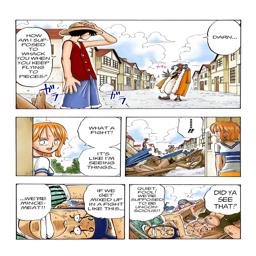 HOW
AM I SUP-
POSED TO
WHACK
YOU WHEN
YOU KEEP
FLYING
TO
PIECES!!
DARN...
WHAT A
FIGHT!
IT'S
LIKE I'M
SEEING
THINGS...
...WE'RE
MINCE-
MEAT!!
IF WE
GET
MIXED UP
IN A FIGHT
LIKE THIS...
QUIET,
FOOL!
WE'RE
SUPPOSED
TO BE
UNCON-
SCIOUS!!
DID YA
SEE
THAT?